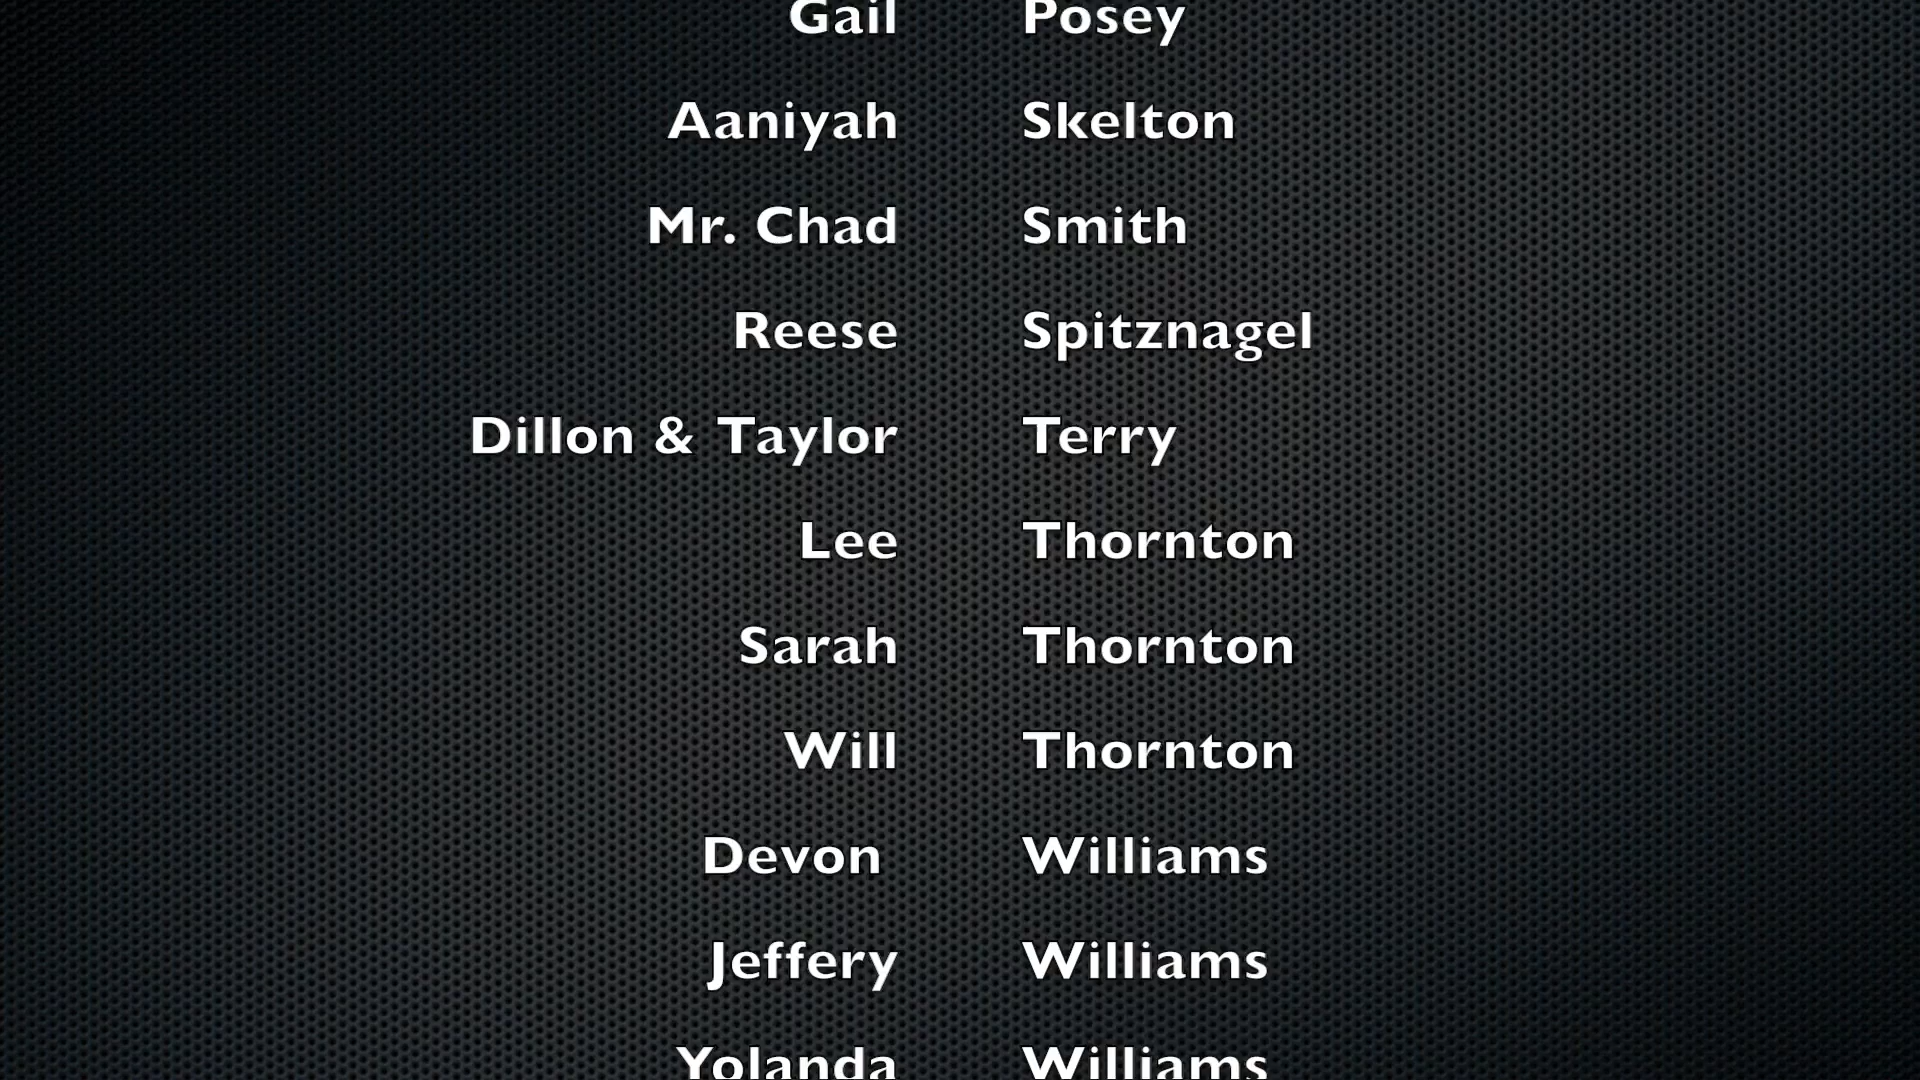 Gail Posey
Aaniyah Skelton
Mr. Chad Smith
Reese Spitznagel
Dillon & Taylor Terry
Lee Thornton
Sarah Thornton
Will Thornton
Devon Williams
Jeffery Williams
Yolanda Williams